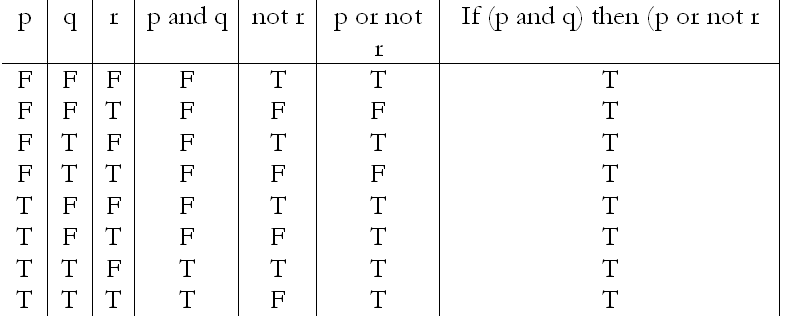 p q r p and q not r p or not r If (p and q) then (p or not r
F F F F T T T
F F T F F F T
F T F F T T T
F T T F F F T
T F F F T T T
T F T F F T T
T T F T T T T
T T T T F T T